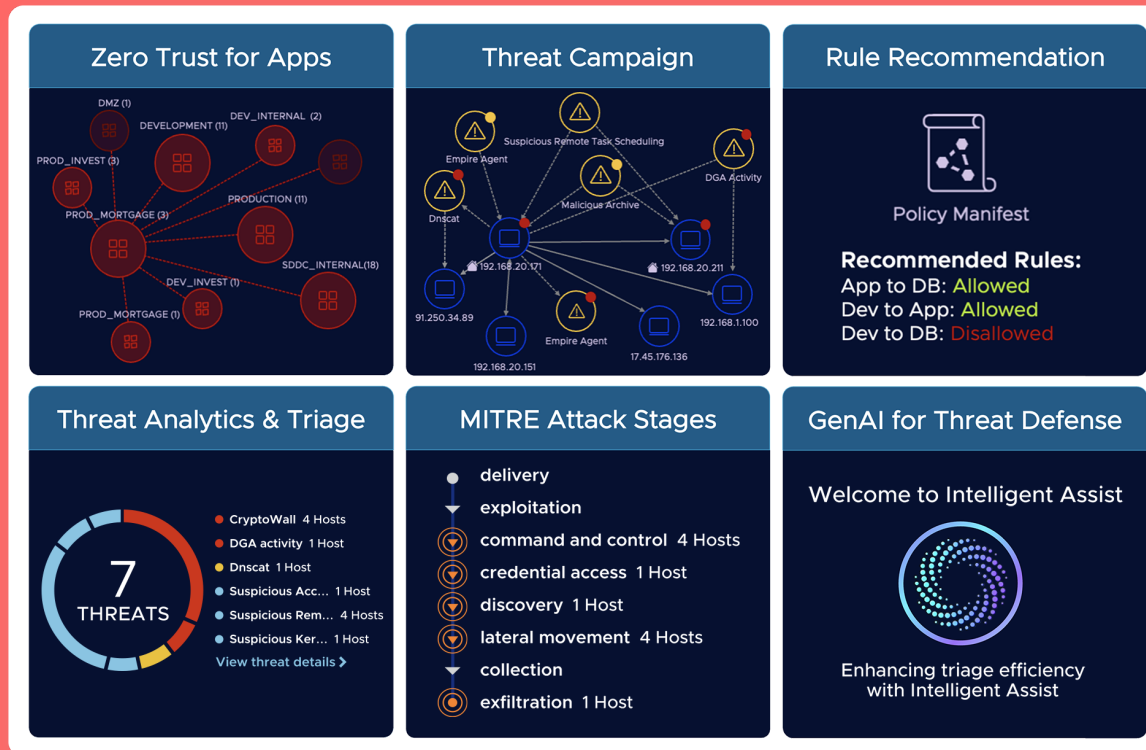 Zero Trust for Apps
DMZ (1)
DEVELOPMENT (11)
DEV_INTERNAL (2)
PROD_INVEST (3)
PROD_MORTGAGE (3)
PRODUCTION (11)
SDDC_INTERNAL(18)
DEV_INVEST (1)
PROD_MORTGAGE (1)
Threat Campaign
Empire Agent
Suspicious Remote Task Scheduling
DGA Activity
Malicious Archive
Dnscat
192.168.20.171
192.168.20.211
91.250.34.89
192.168.1.100
Empire Agent
17.45.176.136
192.168.20.151
Rule Recommendation
Policy Manifest
Recommended Rules:
App to DB: Allowed
Dev to App: Allowed
Dev to DB: Disallowed
Threat Analytics & Triage
7
THREATS
CryptoWall 4 Hosts
DGA activity 1 Host
Dnscat 1 Host
Suspicious Acc... 1 Host
Suspicious Rem... 4 Hosts
Suspicious Ker... 1 Host
View threat details
MITRE Attack Stages
delivery
exploitation
command and control 4 Hosts
credential access 1 Host
discovery 1 Host
lateral movement 4 Hosts
collection
exfiltration 1 Host
GenAI for Threat Defense
Welcome to Intelligent Assist
Enhancing triage efficiency
with Intelligent Assist